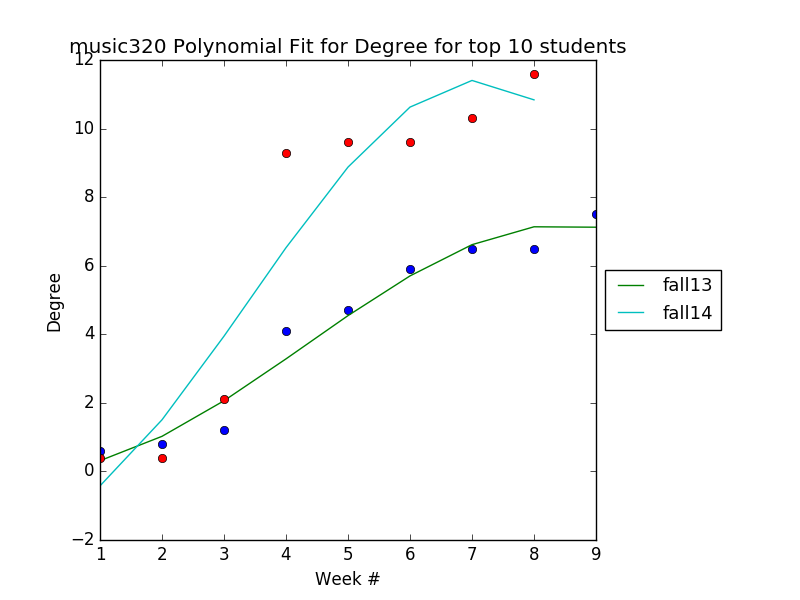 music320 Polynomial Fit for Degree for top 10 students
12
10
8
6
4
2
0
−2
Degree
1 2 3 4 5 6 7 8 9
Week #
fall13
fall14